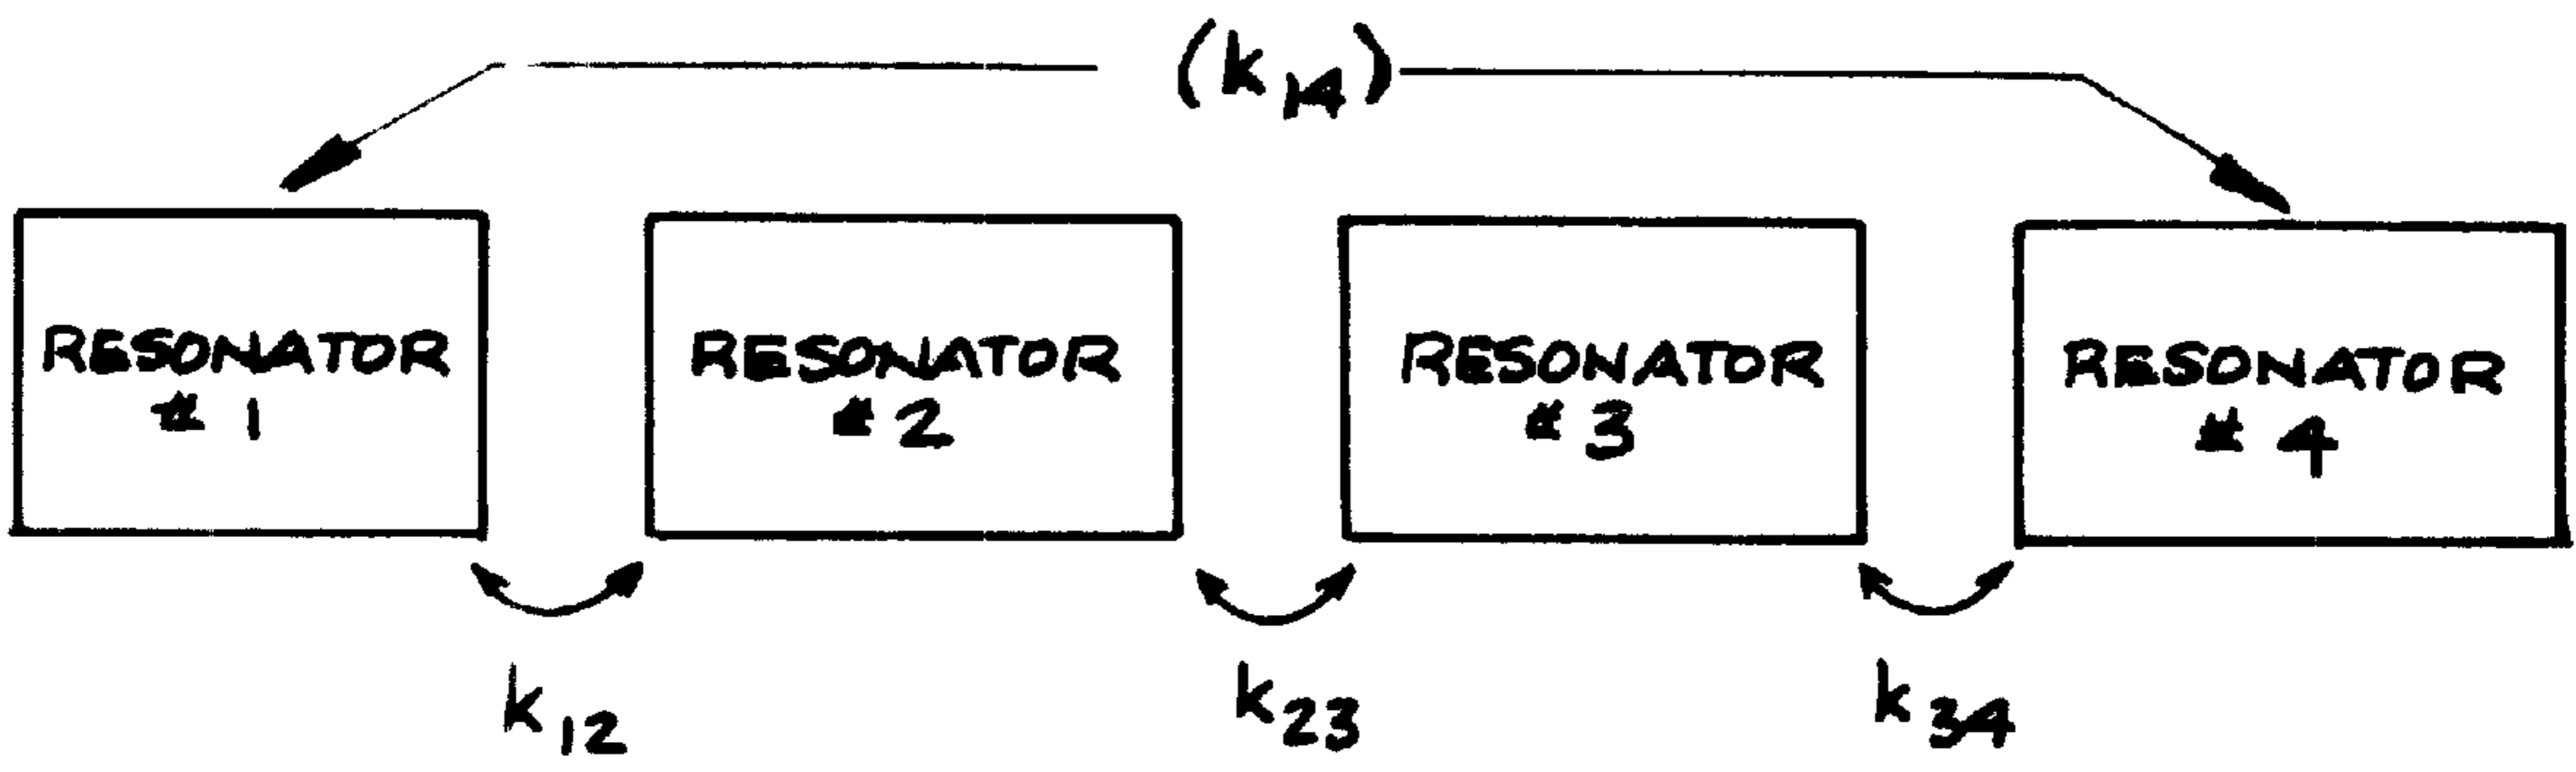 (k14)
RESONATOR
# 1
RESONATOR
# 2
RESONATOR
# 3
RESONATOR
# 4
k12
k23
k34